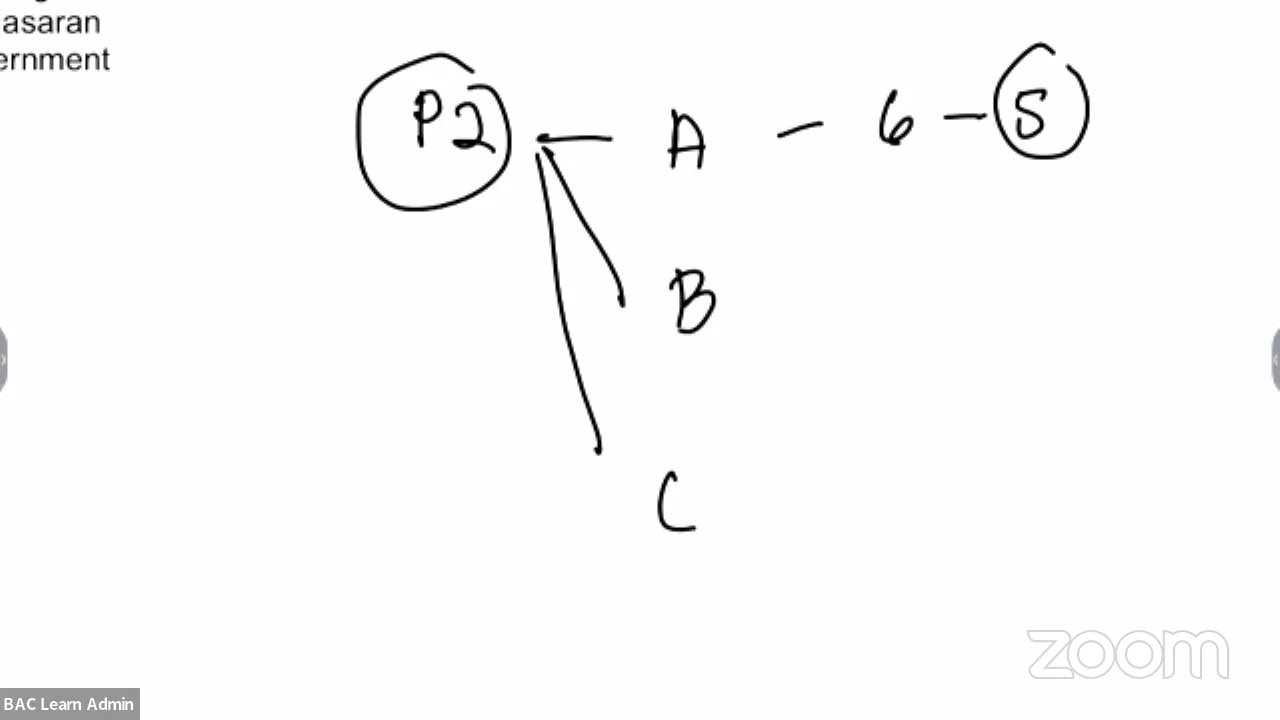 asaran
ernment
P2 — A - 6 - 5
B
C
zoom
BAC Learn Admin